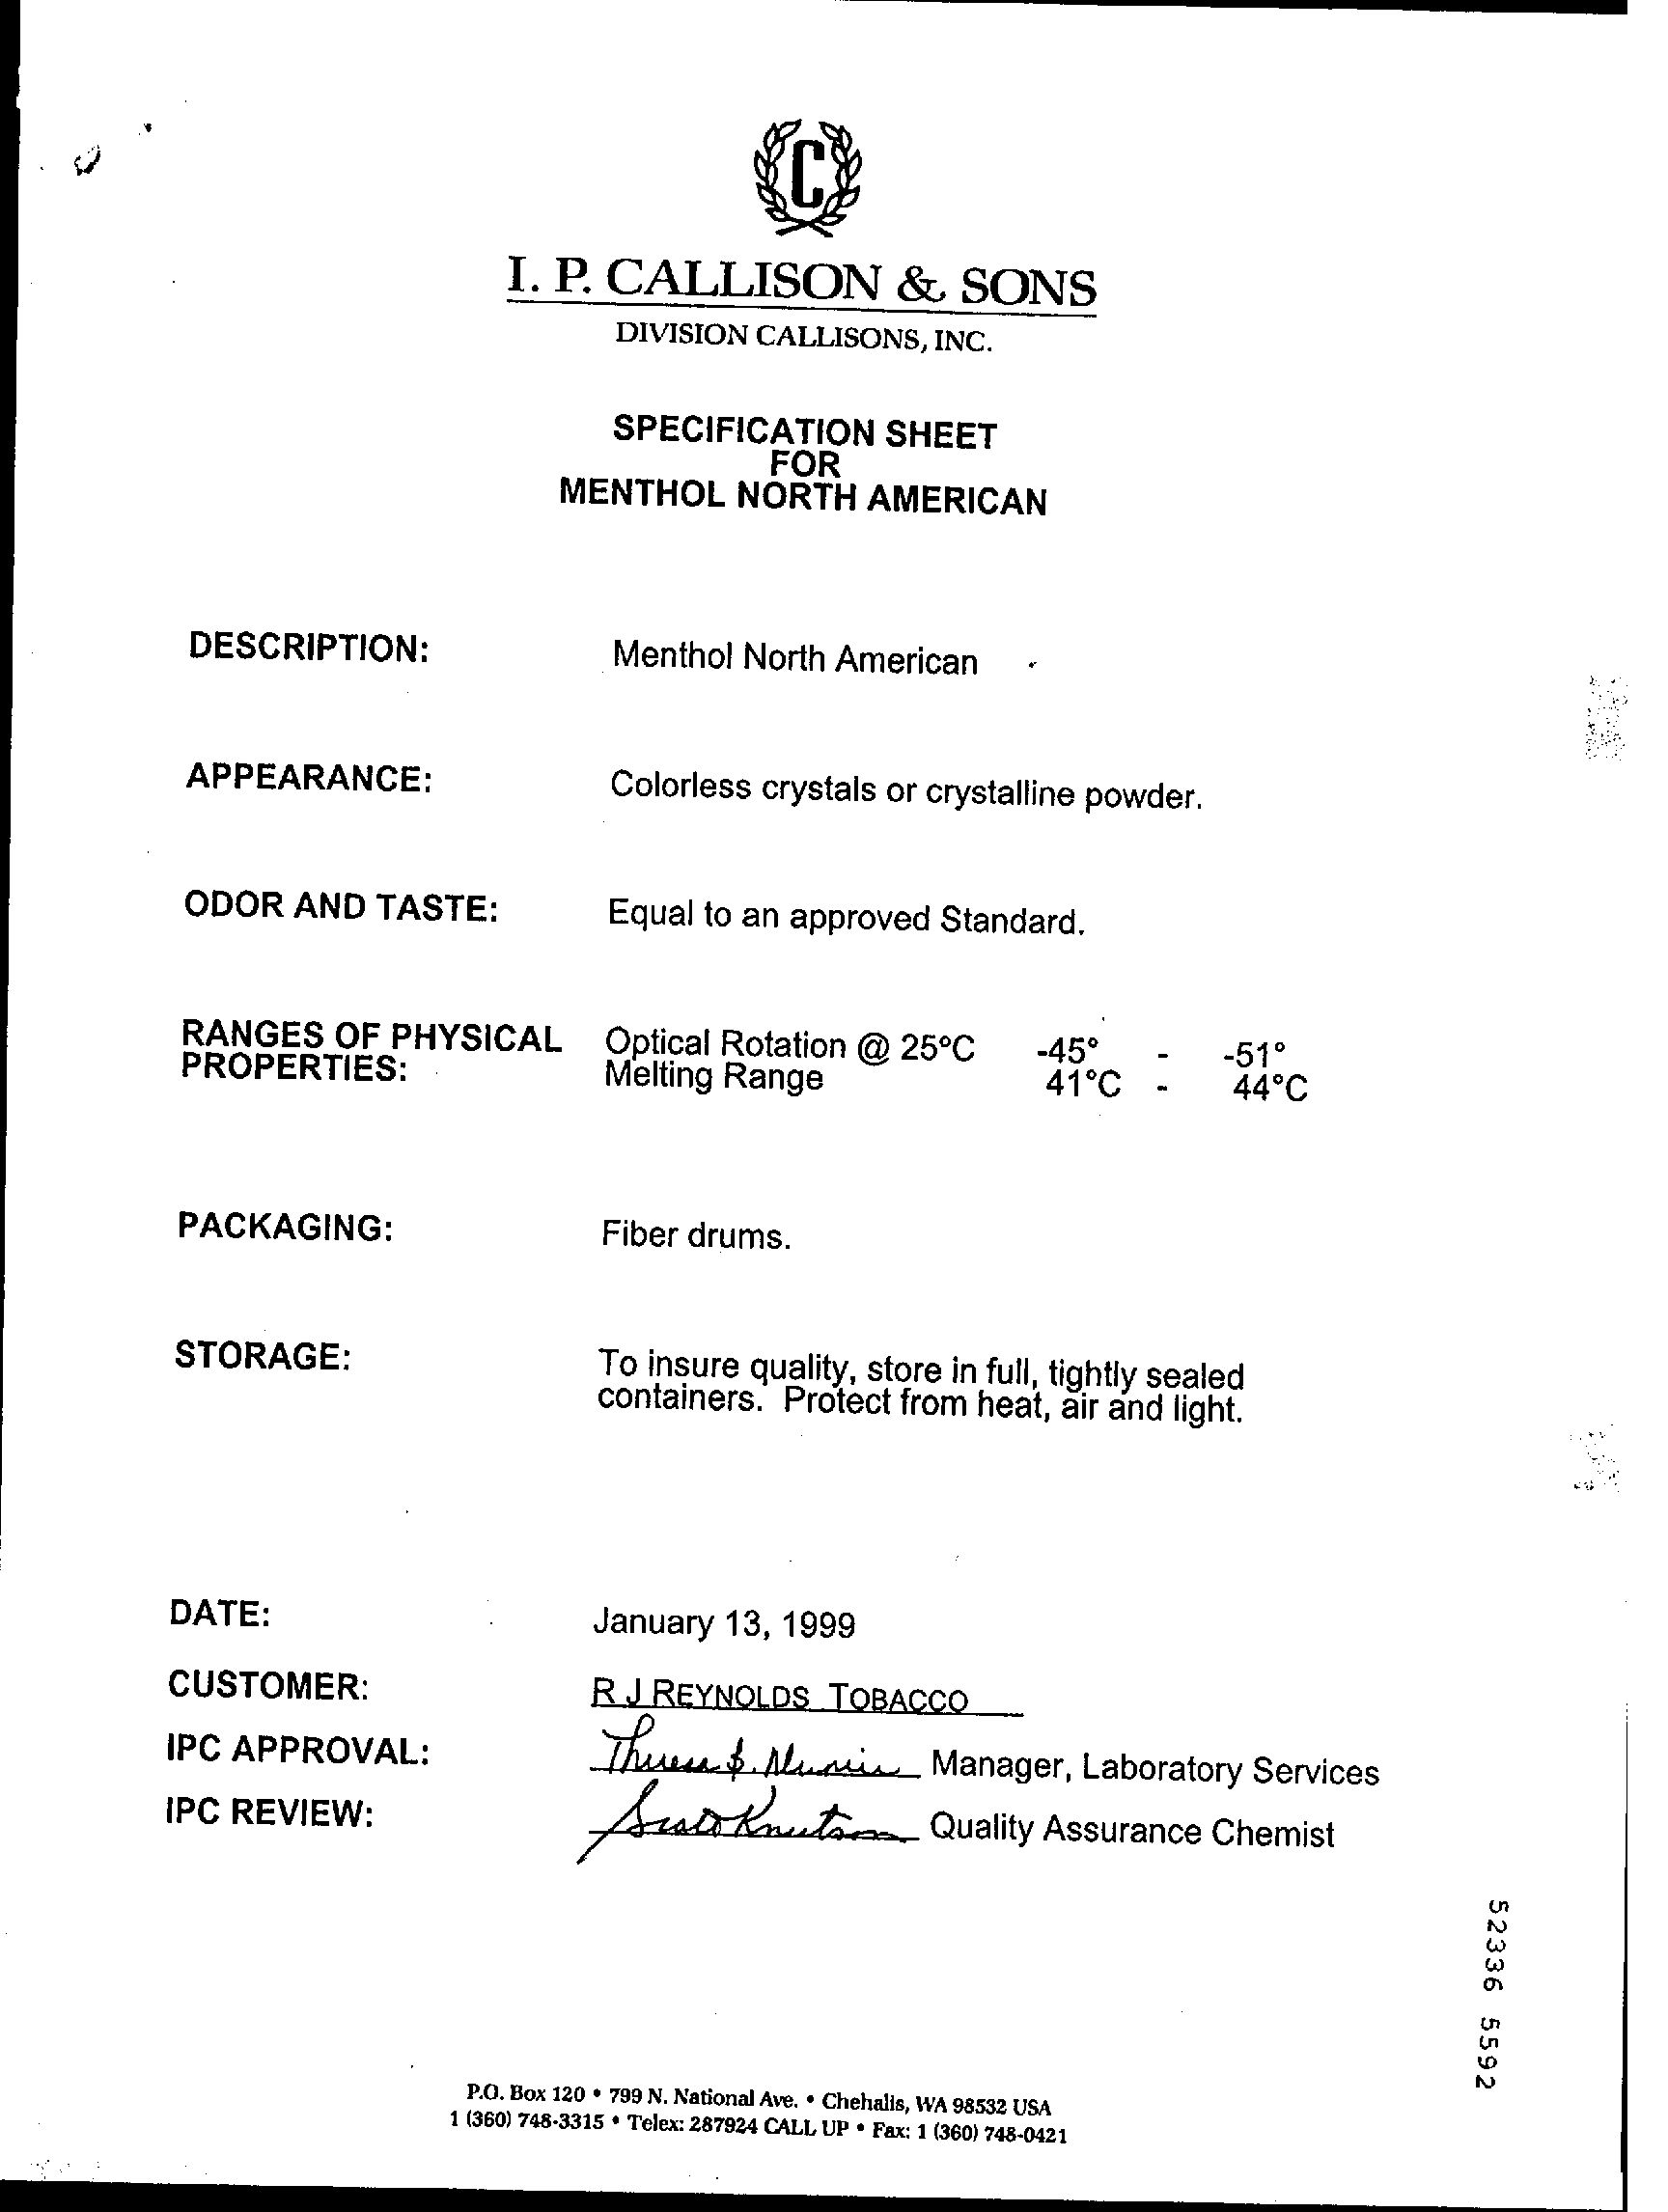 C
I. P. CALLISON & SONS
DIVISION CALLISONS, INC.
SPECIFICATION SHEET
FOR
MENTHOL NORTH AMERICAN
DESCRIPTION: Menthol North American
APPEARANCE: Colorless crystals or crystalline powder.
ODOR AND TASTE: Equal to an approved Standard.
RANGES OF PHYSICAL Optical Rotation @ 25°C -45° - -51°
PROPERTIES: Melting Range 41°C - 44°C
PACKAGING: Fiber drums.
STORAGE: To insure quality, store in full, tightly sealed
containers. Protect from heat, air and light.
DATE: January 13, 1999
CUSTOMER: R J REYNOLDS TOBACCO
IPC APPROVAL: Manager, Laboratory Services
IPC REVIEW: Scott Knutson Quality Assurance Chemist
52336 5592
P.O. Box 120 • 799 N. National Ave. • Chehalis, WA 98532 USA
1 (360) 748-3315 • Telex: 287924 CALL UP • Fax: 1 (360) 748-0421